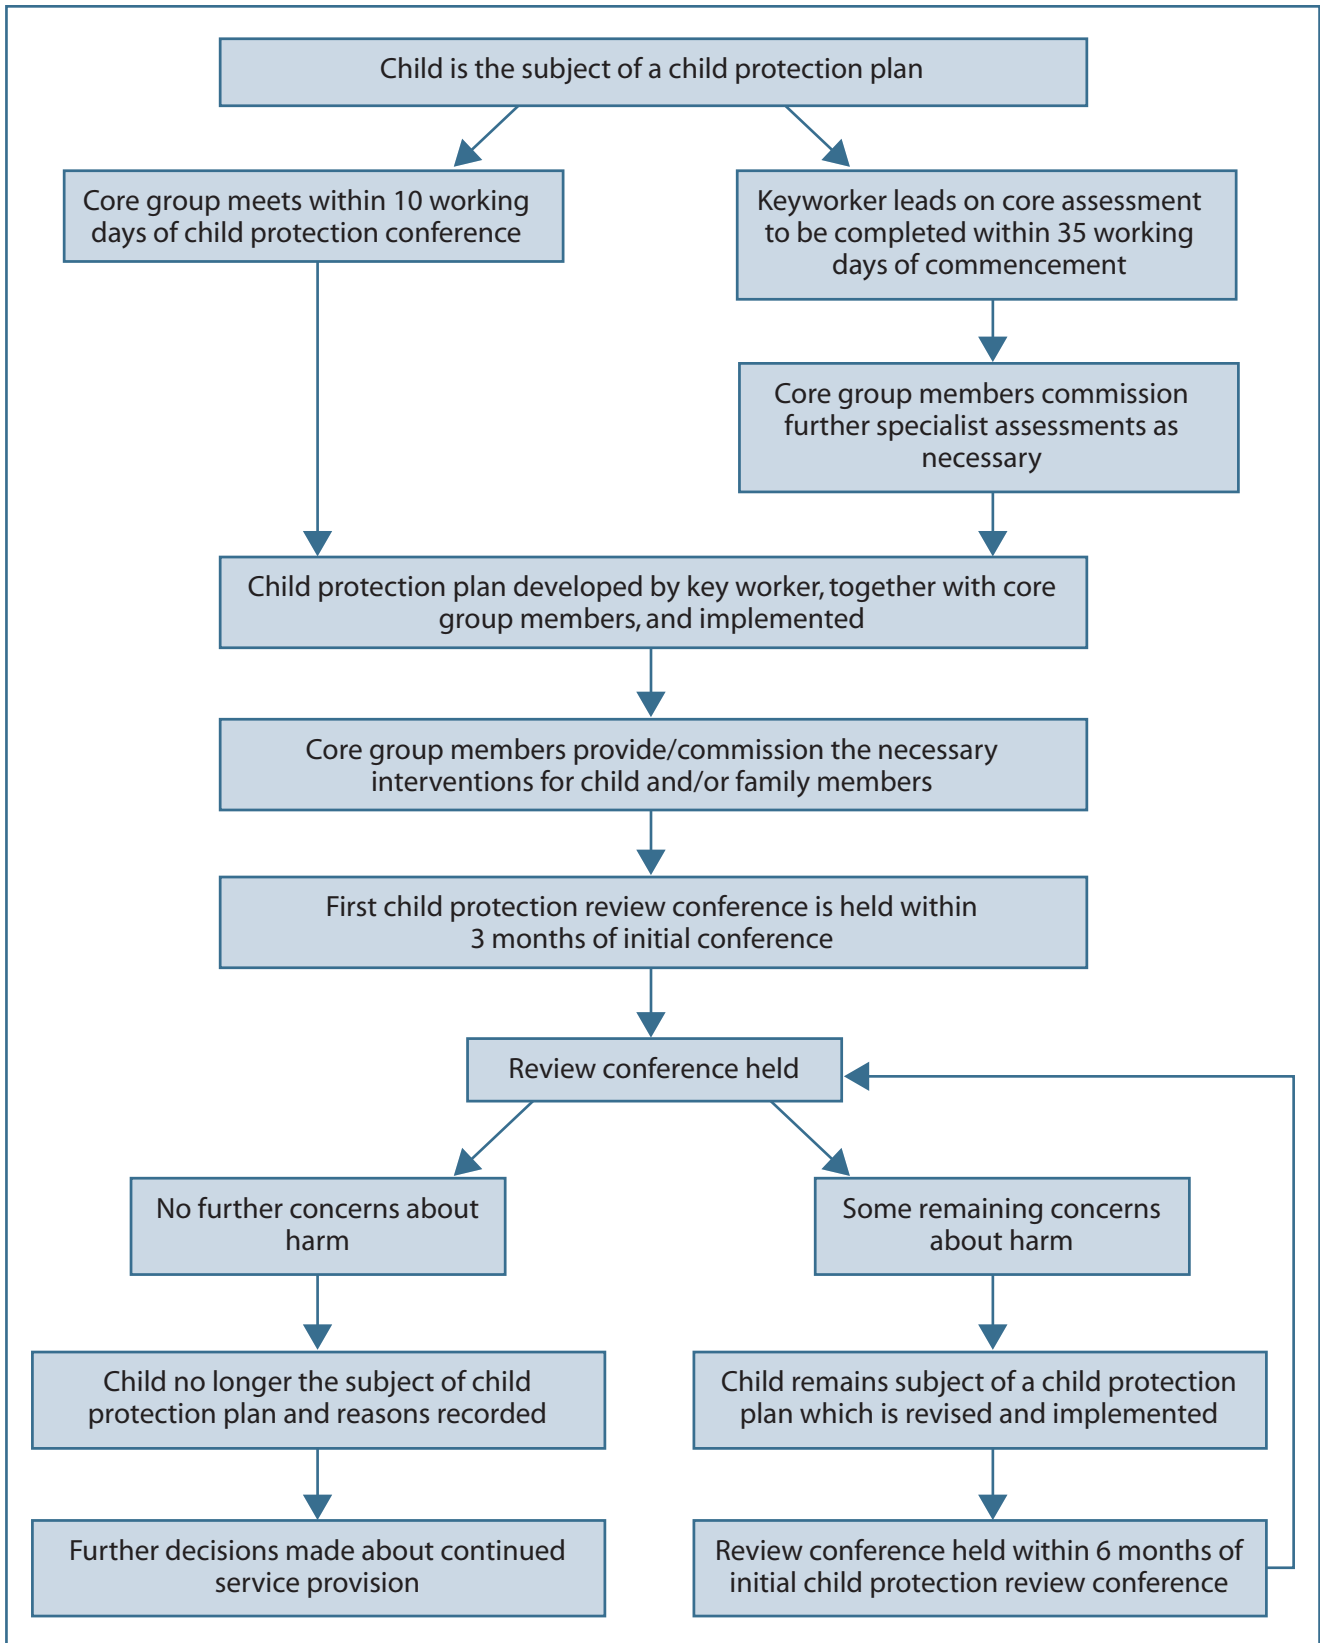 Child is the subject of a child protection plan
Core group meets within 10 working
days of child protection conference
Keyworker leads on core assessment
to be completed within 35 working
days of commencement
Core group members commission
further specialist assessments as
necessary
Child protection plan developed by key worker, together with core
group members, and implemented
Core group members provide/commission the necessary
interventions for child and/or family members
First child protection review conference is held within
3 months of initial conference
Review conference held
No further concerns about
harm
Some remaining concerns
about harm
Child no longer the subject of child
protection plan and reasons recorded
Child remains subject of a child protection
plan which is revised and implemented
Further decisions made about continued
service provision
Review conference held within 6 months of
initial child protection review conference